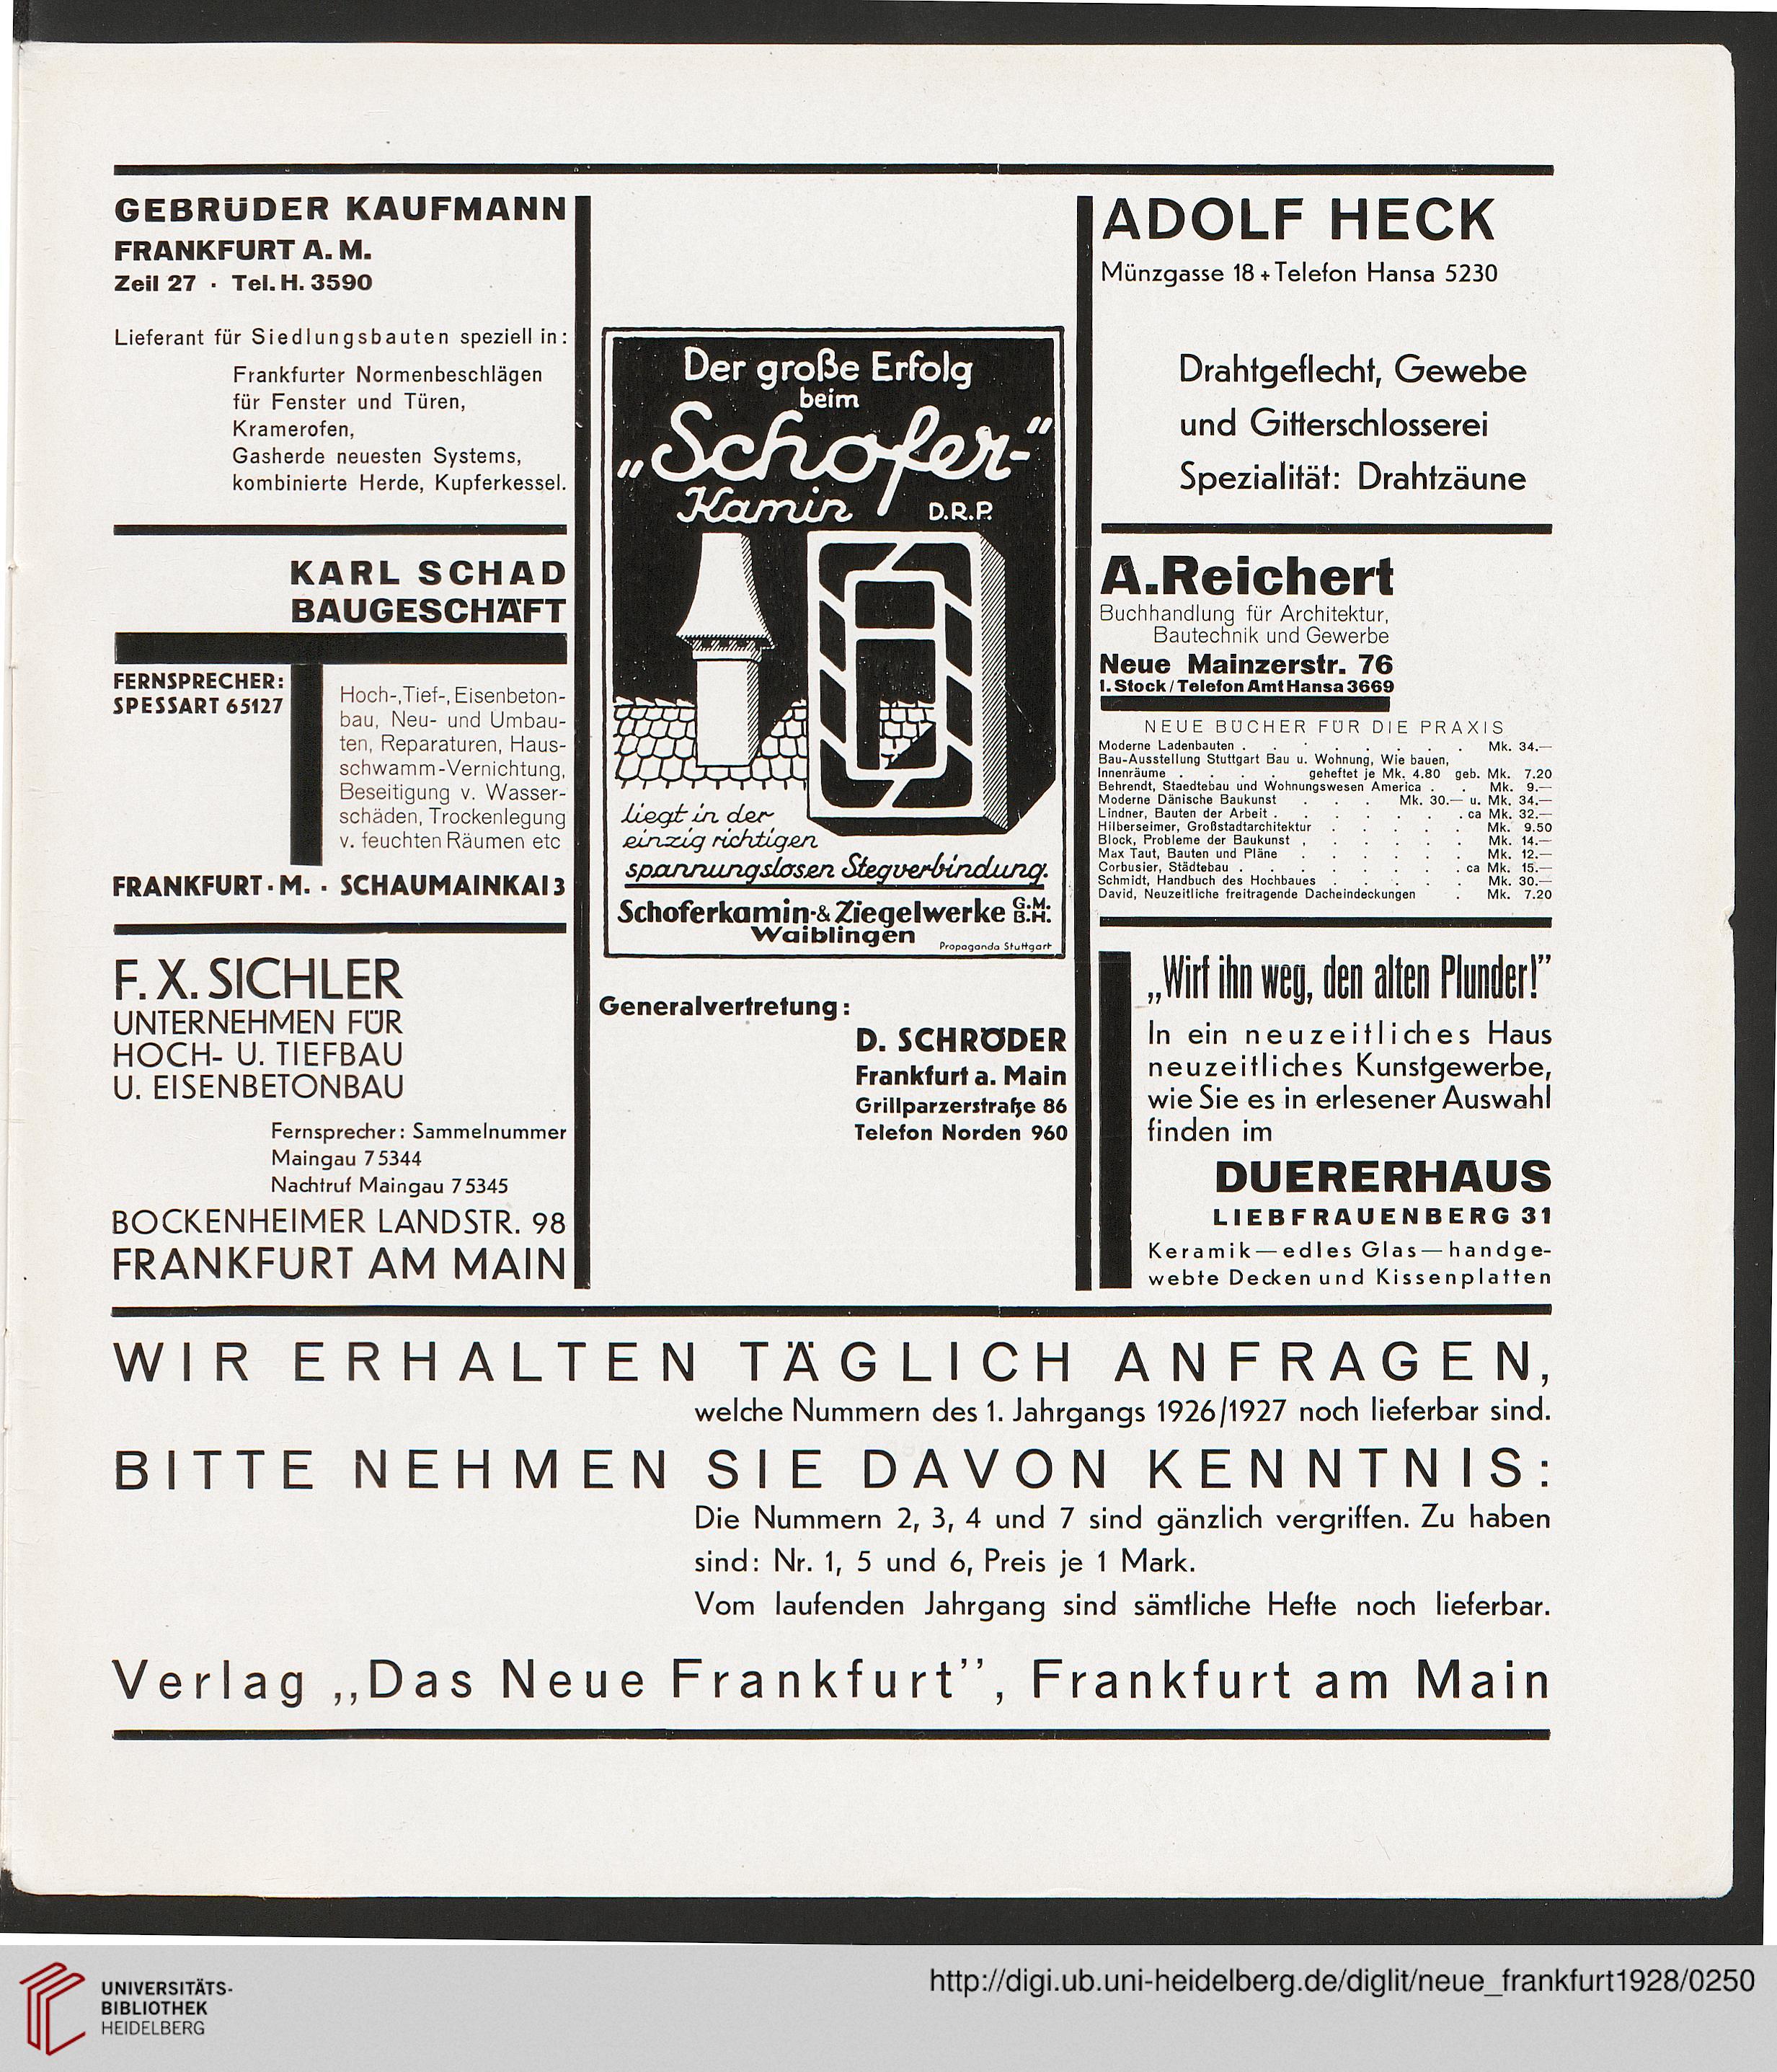 GEBRÜDER KAUFMANN
FRANKFURT A. M.
Zeil 27 · Tel. H. 3590
Lieferant für Siedlungsbauten speziell in:
Frankfurter Normenbeschlägen
für Fenster und Türen,
Kramerofen,
Gasherde neuesten Systems,
kombinierte Herde, Kupferkessel.
KARL SCHAD
BAUGESCHÄFT
FERNSPRECHER:
SPESSART 65127
Hoch-, Tief-, Eisenbeton-
bau, Neu- und Umbau-
ten, Reparaturen, Haus-
schwamm-Vernichtung,
Beseitigung v. Wasser-
schäden, Trockenlegung
v. feuchten Räumen etc
FRANKFURT · M. · SCHAUMAINKAI 3
F. X. SICHLER
UNTERNEHMEN FÜR
HOCH- U. TIEFBAU
U. EISENBETONBAU
Fernsprecher: Sammelnummer
Maingau 75344
Nachtruf Maingau 75345
BOCKENHEIMER LANDSTR. 98
FRANKFURT AM MAIN
Der große Erfolg
beim
„Schofer-“
Kamin D.R.P.
liegt in der
einzig richtigen
spannungslosen Stegverbindung.
Schoferkamin-& Ziegelwerke G.M.B.H.
Waiblingen
Propaganda Stuttgart
Generalvertretung:
D. SCHRÖDER
Frankfurt a. Main
Grillparzerstraße 86
Telefon Norden 960
ADOLF HECK
Münzgasse 18 + Telefon Hansa 5230
Drahtgeflecht, Gewebe
und Gitterschlosserei
Spezialität: Drahtzäune
A. Reichert
Buchhandlung für Architektur,
Bautechnik und Gewerbe
Neue Mainzerstr. 76
I. Stock / Telefon Amt Hansa 3669
NEUE BÜCHER FÜR DIE PRAXIS
Moderne Ladenbauten . . . . . . . . Mk. 34.—
Bau-Ausstellung Stuttgart Bau u. Wohnung, Wie bauen,
Innenräume . . . . geheftet je Mk. 4.80 geb. Mk. 7.20
Behrendt, Staedtebau und Wohnungswesen America . . Mk. 9.—
Moderne Dänische Baukunst . . . Mk. 30.— u. Mk. 34.—
Lindner, Bauten der Arbeit . . . . . . . ca Mk. 32.—
Hilberseimer, Großstadtarchitektur . . . . . Mk. 9.50
Block, Probleme der Baukunst , . . . . . Mk. 14.—
Max Taut, Bauten und Pläne . . . . . . Mk. 12.—
Corbusier, Städtebau . . . . . . . . ca Mk. 15.—
Schmidt, Handbuch des Hochbaues . . . . . Mk. 30.—
David, Neuzeitliche freitragende Dacheindeckungen . Mk. 7.20
„Wirf ihn weg, den alten Plunder!”
In ein neuzeitliches Haus
neuzeitliches Kunstgewerbe,
wie Sie es in erlesener Auswahl
finden im
DUERERHAUS
LIEBFRAUENBERG 31
Keramik — edles Glas — handge-
webte Decken und Kissenplatten
WIR ERHALTEN TÄGLICH ANFRAGEN,
welche Nummern des 1. Jahrgangs 1926/1927 noch lieferbar sind.
BITTE NEHMEN SIE DAVON KENNTNIS:
Die Nummern 2, 3, 4 und 7 sind gänzlich vergriffen. Zu haben
sind: Nr. 1, 5 und 6, Preis je 1 Mark.
Vom laufenden Jahrgang sind sämtliche Hefte noch lieferbar.
Verlag „Das Neue Frankfurt”, Frankfurt am Main
UNIVERSITÄTS-
BIBLIOTHEK
HEIDELBERG
http://digi.ub.uni-heidelberg.de/diglit/neue_frankfurt1928/0250